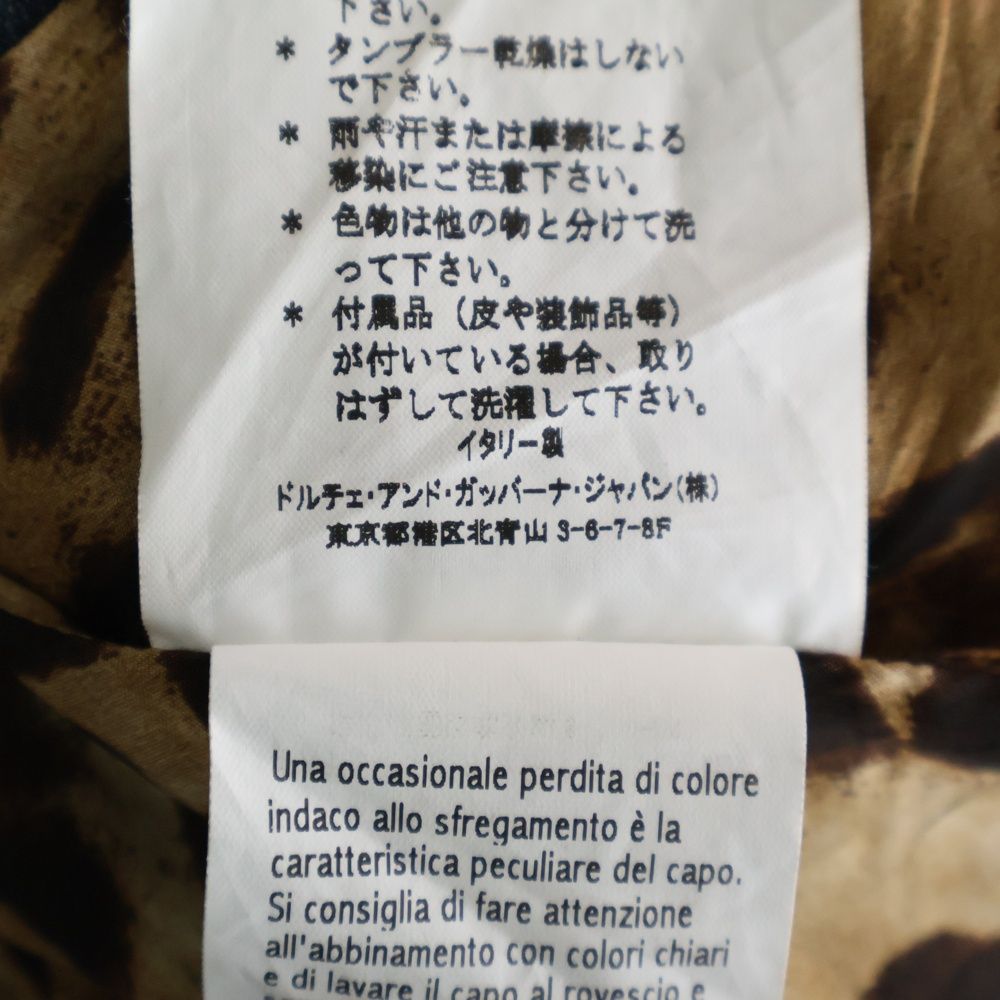 下さい。
* タンブラー乾燥はしない
で下さい。
* 雨や汗または摩擦による
移染にご注意下さい。
* 色物は他の物と分けて洗
って下さい。
* 付属品（皮や装飾品等）
が付いている場合、取り
はずして洗濯して下さい。
イタリー製
ドルチェ・アンド・ガッバーナ・ジャパン(株)
東京都港区北青山 3-6-7-8F
Una occasionale perdita di colore
indaco allo sfregamento è la
caratteristica peculiare del capo.
Si consiglia di fare attenzione
all'abbinamento con colori chiari
e di lavare il capo al rovescio e